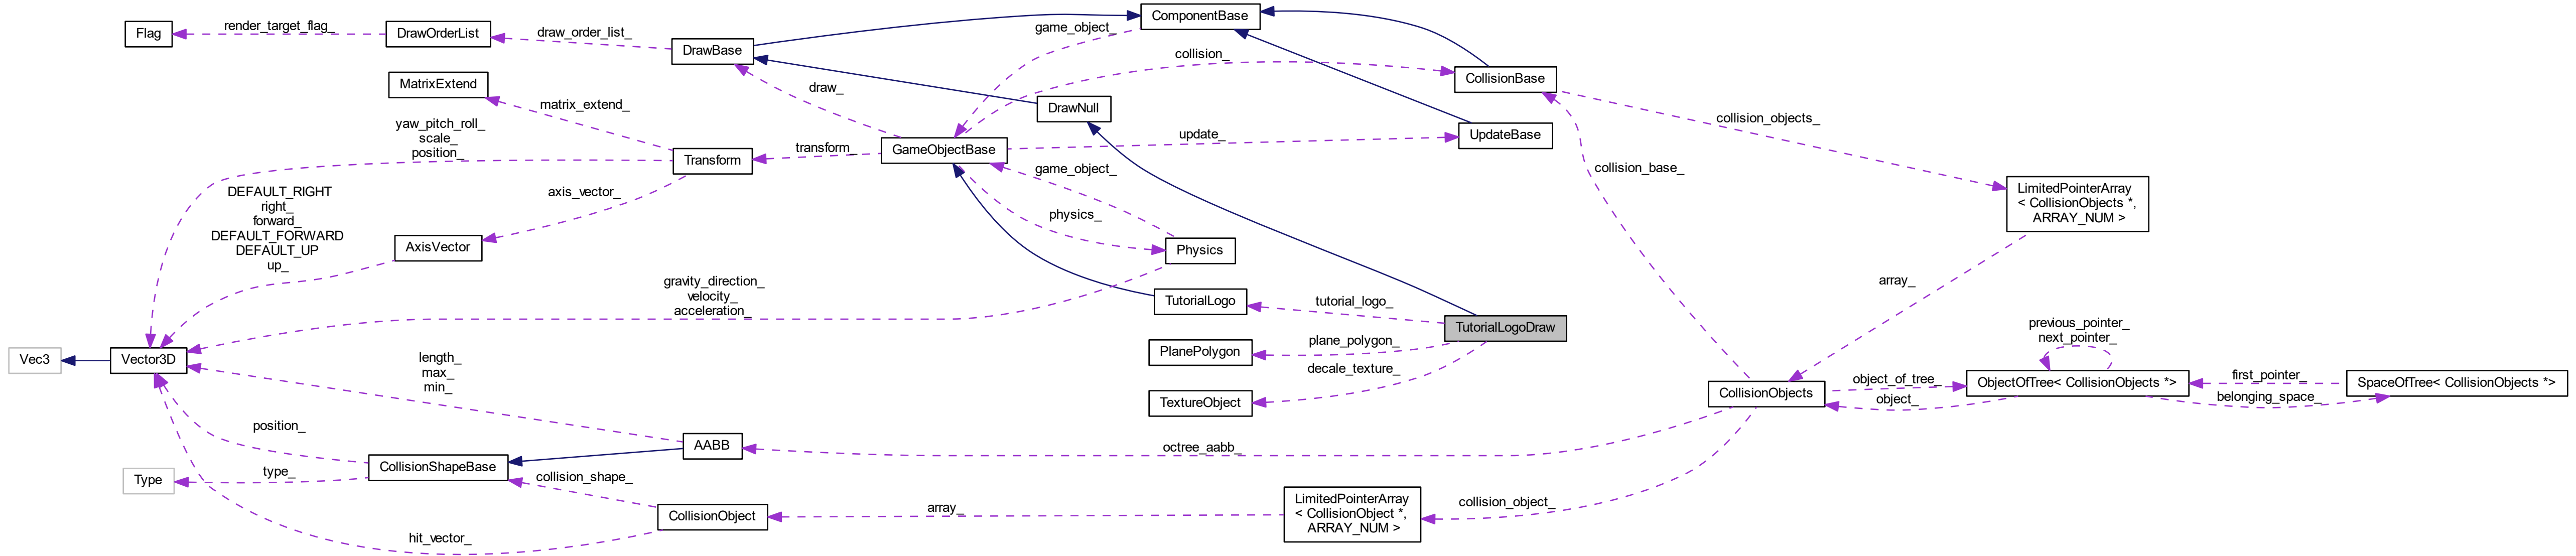 ComponentBase
Flag
render_target_flag_
DrawOrderList
draw_order_list_
DrawBase
game_object_
collision_
CollisionBase
MatrixExtend
matrix_extend_
draw_
DrawNull
collision_objects_
yaw_pitch_roll_
scale_
position_
Transform
transform_
GameObjectBase
update_
UpdateBase
collision_base_
game_object_
LimitedPointerArray
< CollisionObjects *,
ARRAY_NUM >
DEFAULT_RIGHT
right_
forward_
DEFAULT_FORWARD
DEFAULT_UP
up_
axis_vector_
AxisVector
physics_
Physics
gravity_direction_
velocity_
acceleration_
array_
TutorialLogo
tutorial_logo_
TutorialLogoDraw
previous_pointer_
next_pointer_
Vec3
Vector3D
length_
max_
min_
PlanePolygon
plane_polygon_
decale_texture_
TextureObject
CollisionObjects
object_of_tree_
object_
ObjectOfTree< CollisionObjects *>
first_pointer_
belonging_space_
SpaceOfTree< CollisionObjects *>
position_
AABB
octree_aabb_
CollisionShapeBase
type_
Type
collision_shape_
CollisionObject
array_
LimitedPointerArray
< CollisionObject *,
ARRAY_NUM >
collision_object_
hit_vector_